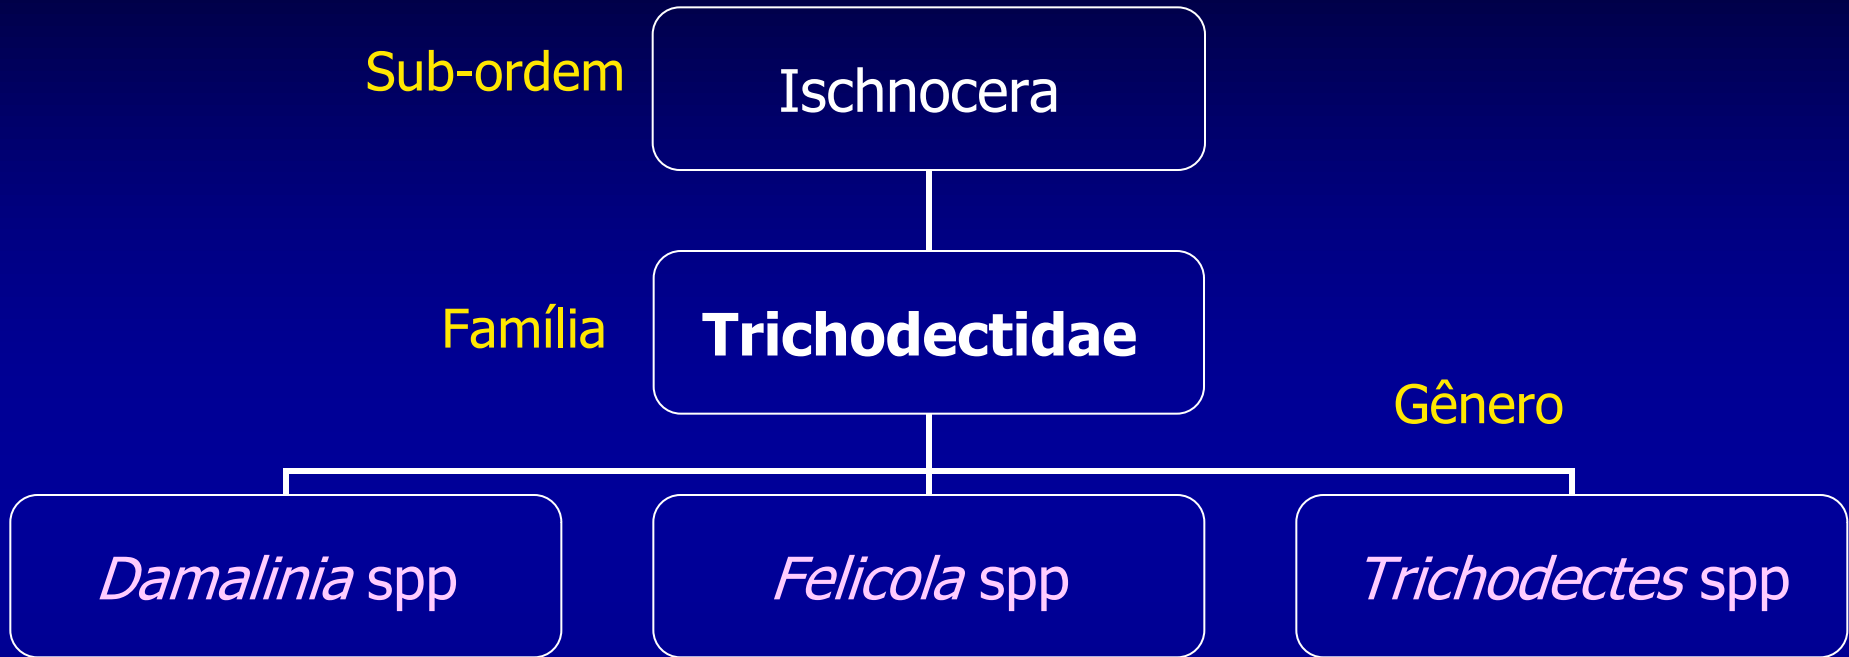 Sub-ordem
Ischnocera
Família
Trichodectidae
Gênero
Damalinia spp
Felicola spp
Trichodectes spp